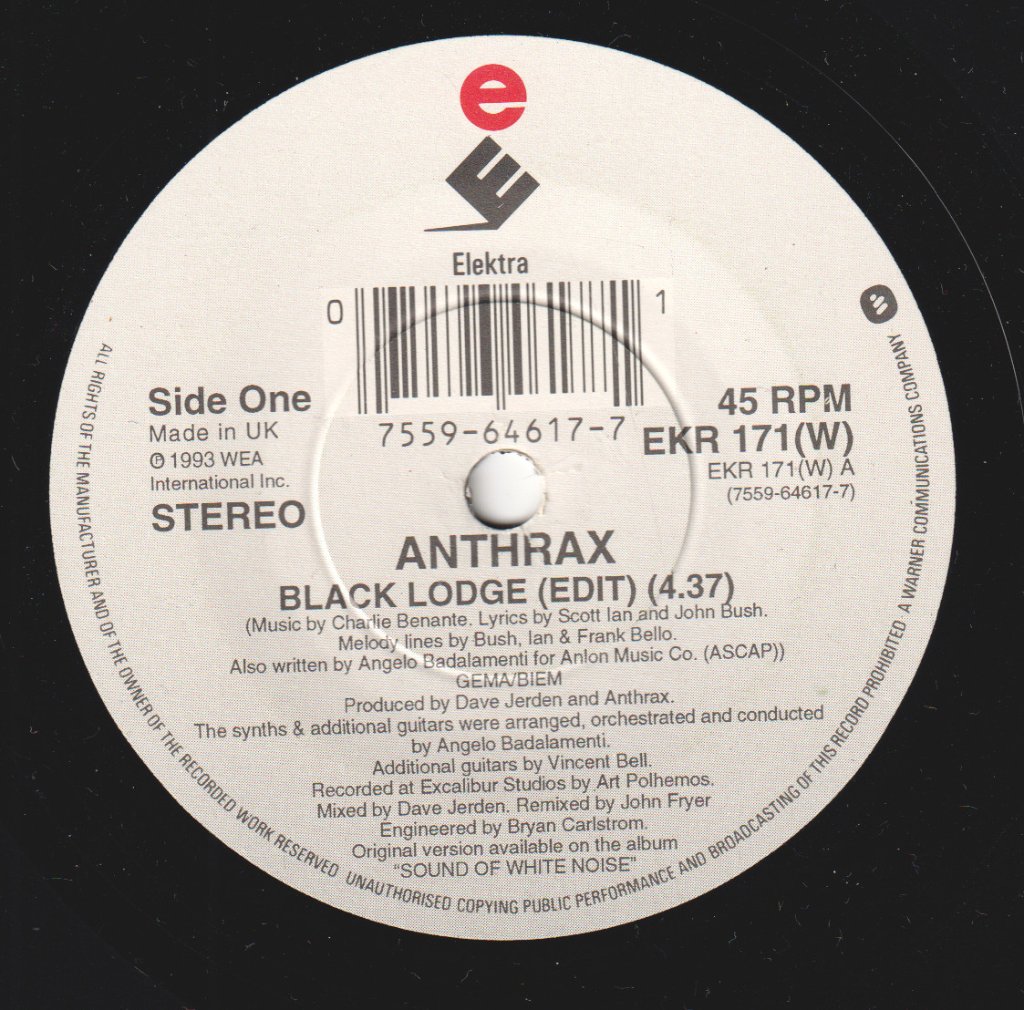 e
Elektra
0 1
7559-64617-7
Side One
Made in UK
℗ 1993 WEA
International Inc.
STEREO
45 RPM
EKR 171(W)
EKR 171(W) A
(7559-64617-7)
ANTHRAX
BLACK LODGE (EDIT) (4.37)
(Music by Charlie Benante. Lyrics by Scott Ian and John Bush.
Melody lines by Bush, Ian & Frank Bello.
Also written by Angelo Badalamenti for Anlon Music Co. (ASCAP))
GEMA/BIEM
Produced by Dave Jerden and Anthrax.
The synths & additional guitars were arranged, orchestrated and conducted
by Angelo Badalamenti.
Additional guitars by Vincent Bell.
Recorded at Excalibur Studios by Art Polhemos.
Mixed by Dave Jerden. Remixed by John Fryer
Engineered by Bryan Carlstrom.
Original version available on the album
"SOUND OF WHITE NOISE"
ALL RIGHTS OF THE MANUFACTURER AND OF THE OWNER OF THE RECORDED WORK RESERVED UNAUTHORISED COPYING PUBLIC PERFORMANCE AND BROADCASTING OF THIS RECORD PROHIBITED A WARNER COMMUNICATIONS COMPANY